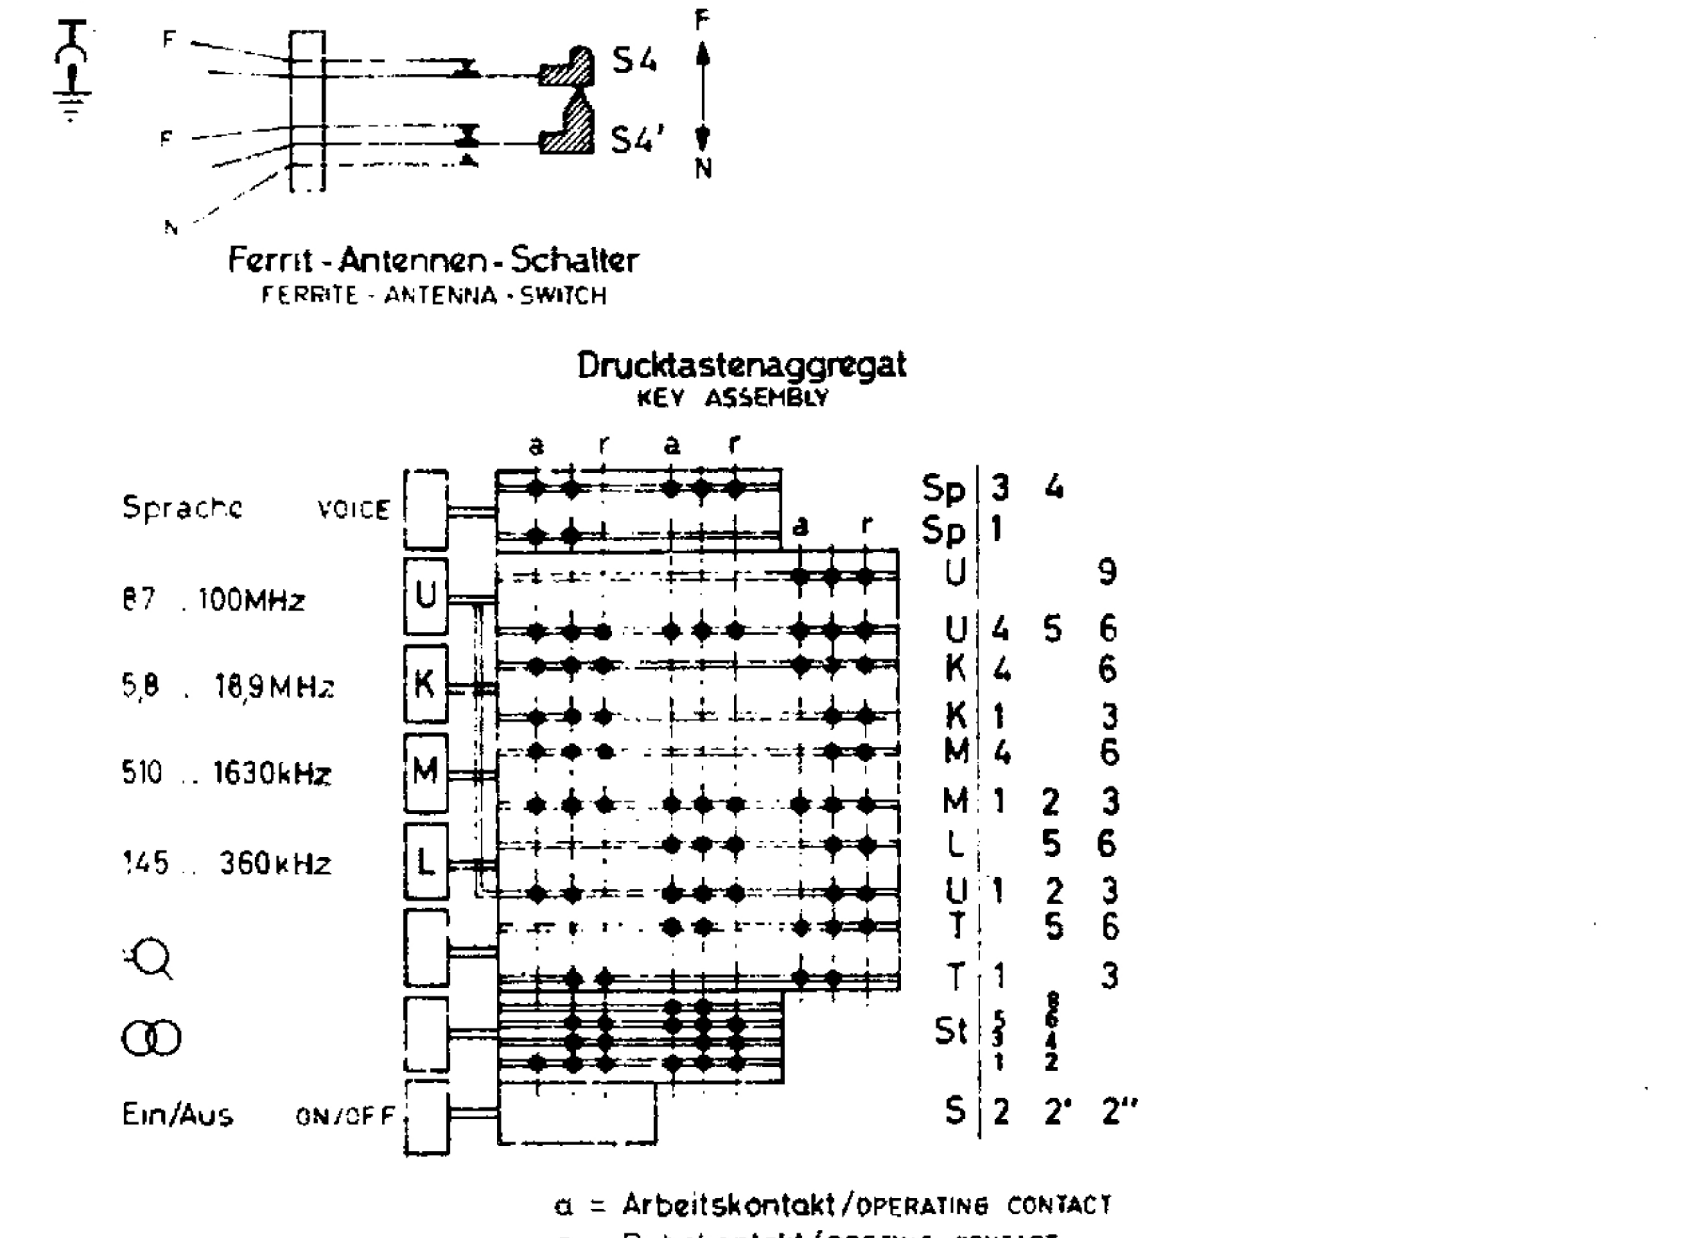 F
F S4
F S4'
N
N
Ferrit - Antennen - Schalter
FERRITE - ANTENNA - SWITCH
Drucktastenaggregat
KEY ASSEMBLY
a r a r
Sprache VOICE Sp 3 4
a r Sp 1
U 9
87 . 100MHz U
U 4 5 6
K 4 6
5,8 . 18,9MHz K
K 1 3
M 4 6
510 .. 1630kHz M
M 1 2 3
L 5 6
145 .. 360kHz L
U 1 2 3
T 5 6
T 1 3
8
5 6
St 3 4
1 2
Ein/Aus ON/OFF S 2 2' 2''
a = Arbeitskontakt/OPERATING CONTACT